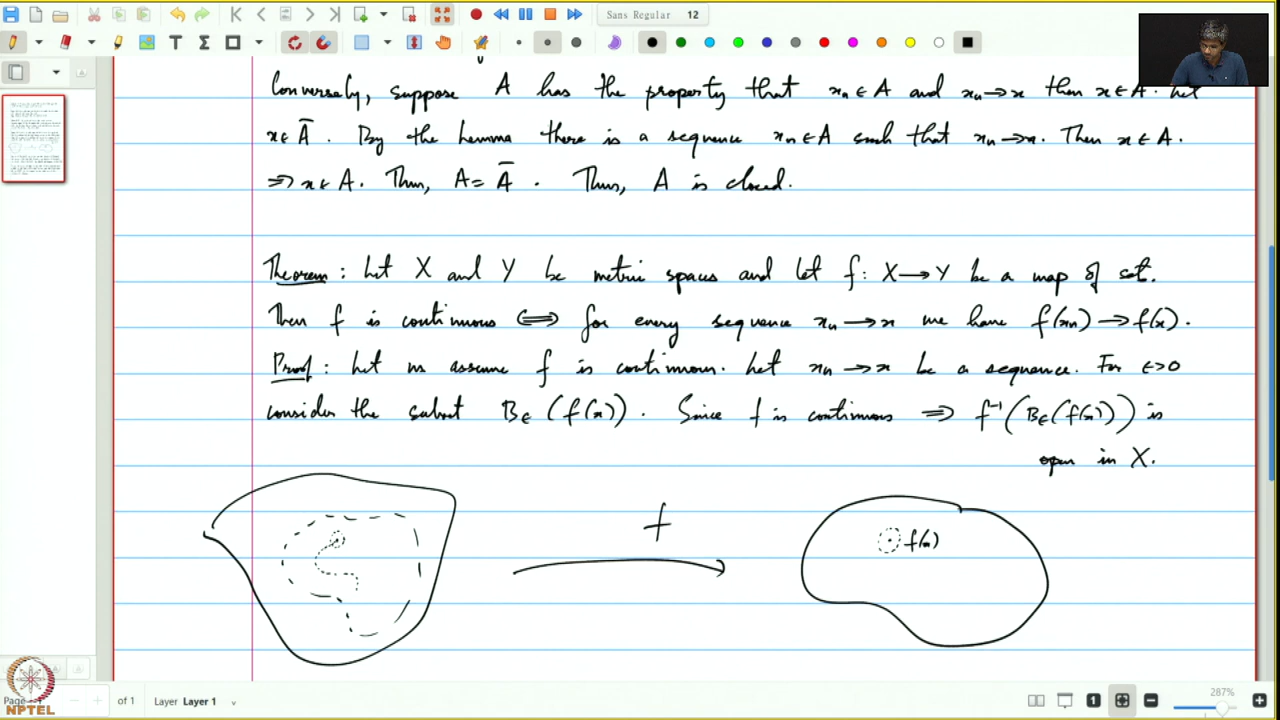 Sans Regular 12
Conversely, suppose A has the property that xn ∈ A and xn → x then x ∈ A. Let
x ∈ A̅. By the lemma there is a sequence xn ∈ A such that xn → x. Then x ∈ A.
⇒ x ∈ A. Thus, A = A̅. Thus, A is closed.
Theorem: Let X and Y be metric spaces and let f: X → Y be a map of sets.
Then f is continuous ⟺ for every sequence xn → x we have f(xn) → f(x).
Proof: Let us assume f is continuous. Let xn → x be a sequence. For ε>0
consider the subset Bε(f(x)). Since f is continuous ⇒ f⁻¹(Bε(f(x))) is
open in X.
f
f(x)
Page
of 1
Layer Layer 1
287%
1
NPTEL